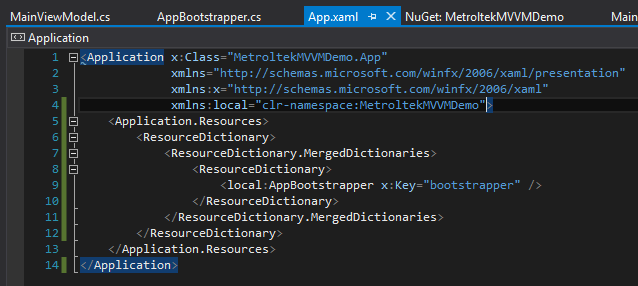 MainViewModel.cs AppBootstrapper.cs App.xaml NuGet: MetroltekMVVMDemo Main
Application
1 <Application x:Class="MetroltekMVVMDemo.App"
2 xmlns="http://schemas.microsoft.com/winfx/2006/xaml/presentation"
3 xmlns:x="http://schemas.microsoft.com/winfx/2006/xaml"
4 xmlns:local="clr-namespace:MetroltekMVVMDemo">
5 <Application.Resources>
6 <ResourceDictionary>
7 <ResourceDictionary.MergedDictionaries>
8 <ResourceDictionary>
9 <local:AppBootstrapper x:Key="bootstrapper" />
10 </ResourceDictionary>
11 </ResourceDictionary.MergedDictionaries>
12 </ResourceDictionary>
13 </Application.Resources>
14 </Application>